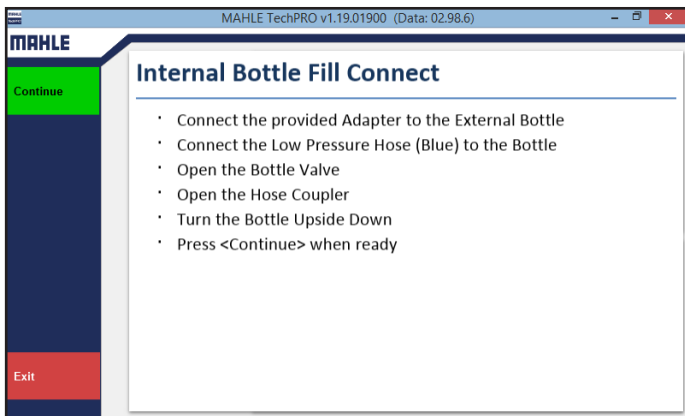 MAHLE TechPRO v1.19.01900 (Data: 02.98.6)
MAHLE
Continue
Internal Bottle Fill Connect
· Connect the provided Adapter to the External Bottle
· Connect the Low Pressure Hose (Blue) to the Bottle
· Open the Bottle Valve
· Open the Hose Coupler
· Turn the Bottle Upside Down
· Press <Continue> when ready
Exit